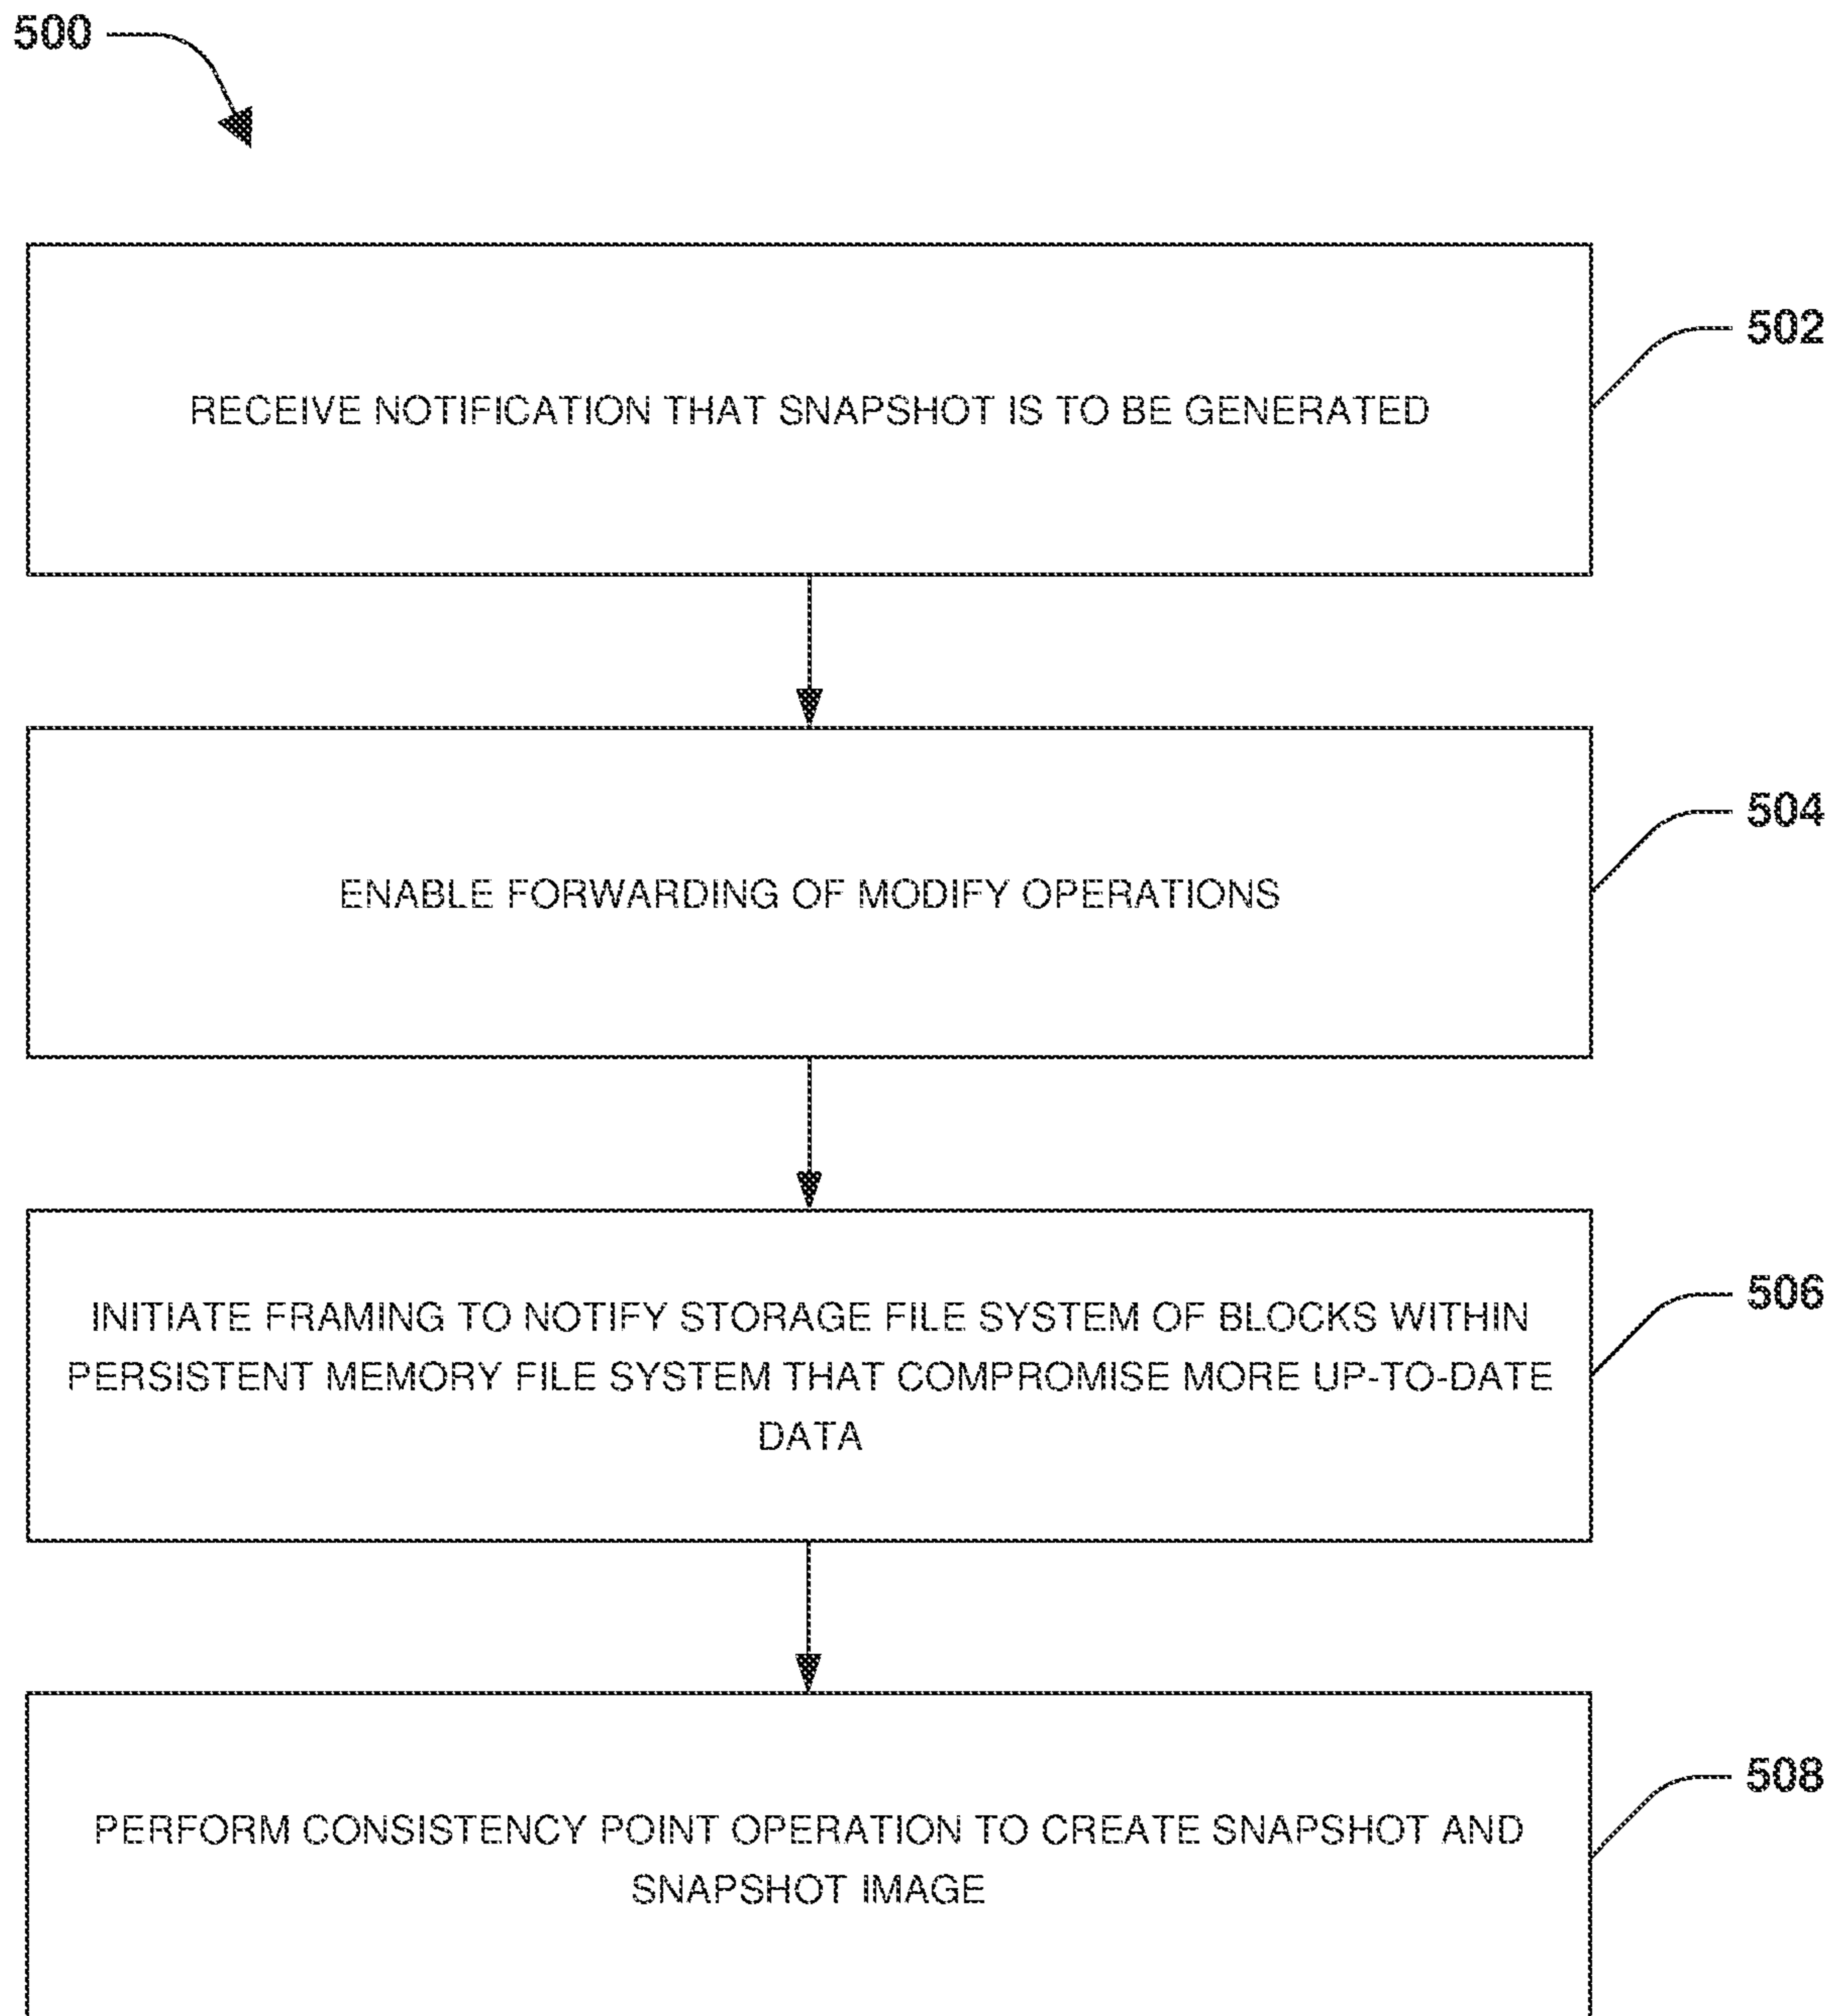 500
502
RECEIVE NOTIFICATION THAT SNAPSHOT IS TO BE GENERATED
504
ENABLE FORWARDING OF MODIFY OPERATIONS
506
INITIATE FRAMING TO NOTIFY STORAGE FILE SYSTEM OF BLOCKS WITHIN
PERSISTENT MEMORY FILE SYSTEM THAT COMPROMISE MORE UP-TO-DATE
DATA
508
PERFORM CONSISTENCY POINT OPERATION TO CREATE SNAPSHOT AND
SNAPSHOT IMAGE